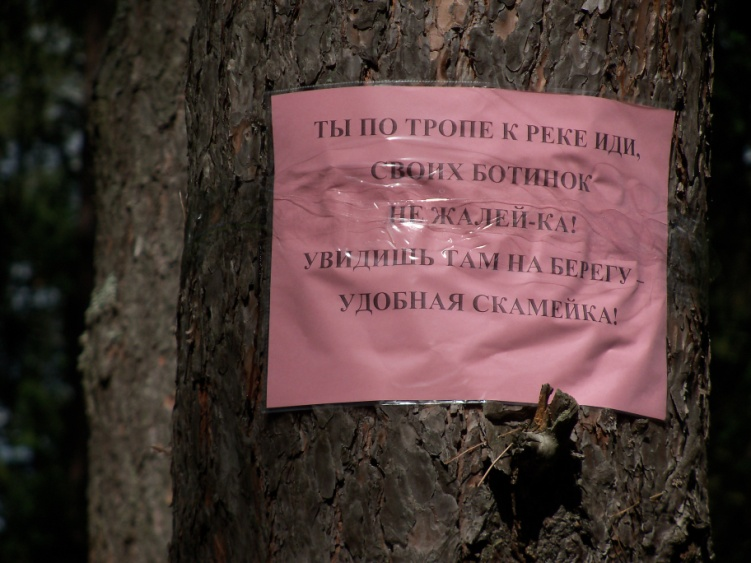 ТЫ ПО ТРОПЕ К РЕКЕ ИДИ,
СВОИХ БОТИНОК
НЕ ЖАЛЕЙ-КА!
УВИДИШЬ ТАМ НА БЕРЕГУ -
УДОБНАЯ СКАМЕЙКА!